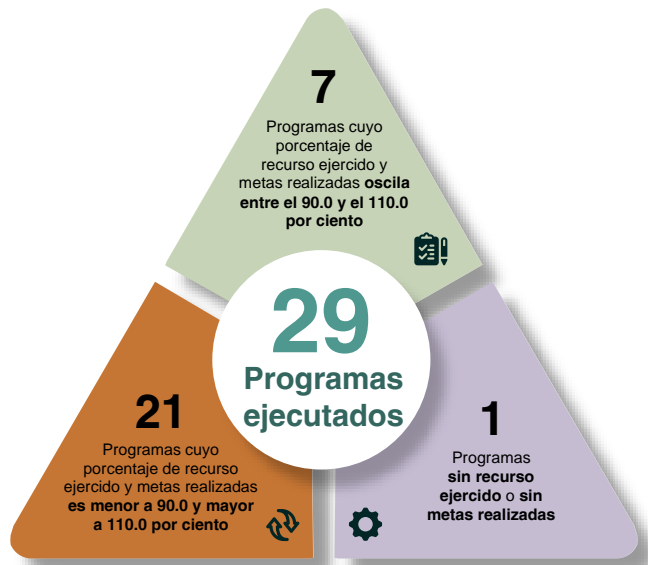 7
Programas cuyo
porcentaje de
recurso ejercido y
metas realizadas oscila
entre el 90.0 y el 110.0
por ciento
29
Programas
ejecutados
21
Programas cuyo
porcentaje de recurso
ejercido y metas realizadas
es menor a 90.0 y mayor
a 110.0 por ciento
1
Programas
sin recurso
ejercido o sin
metas realizadas